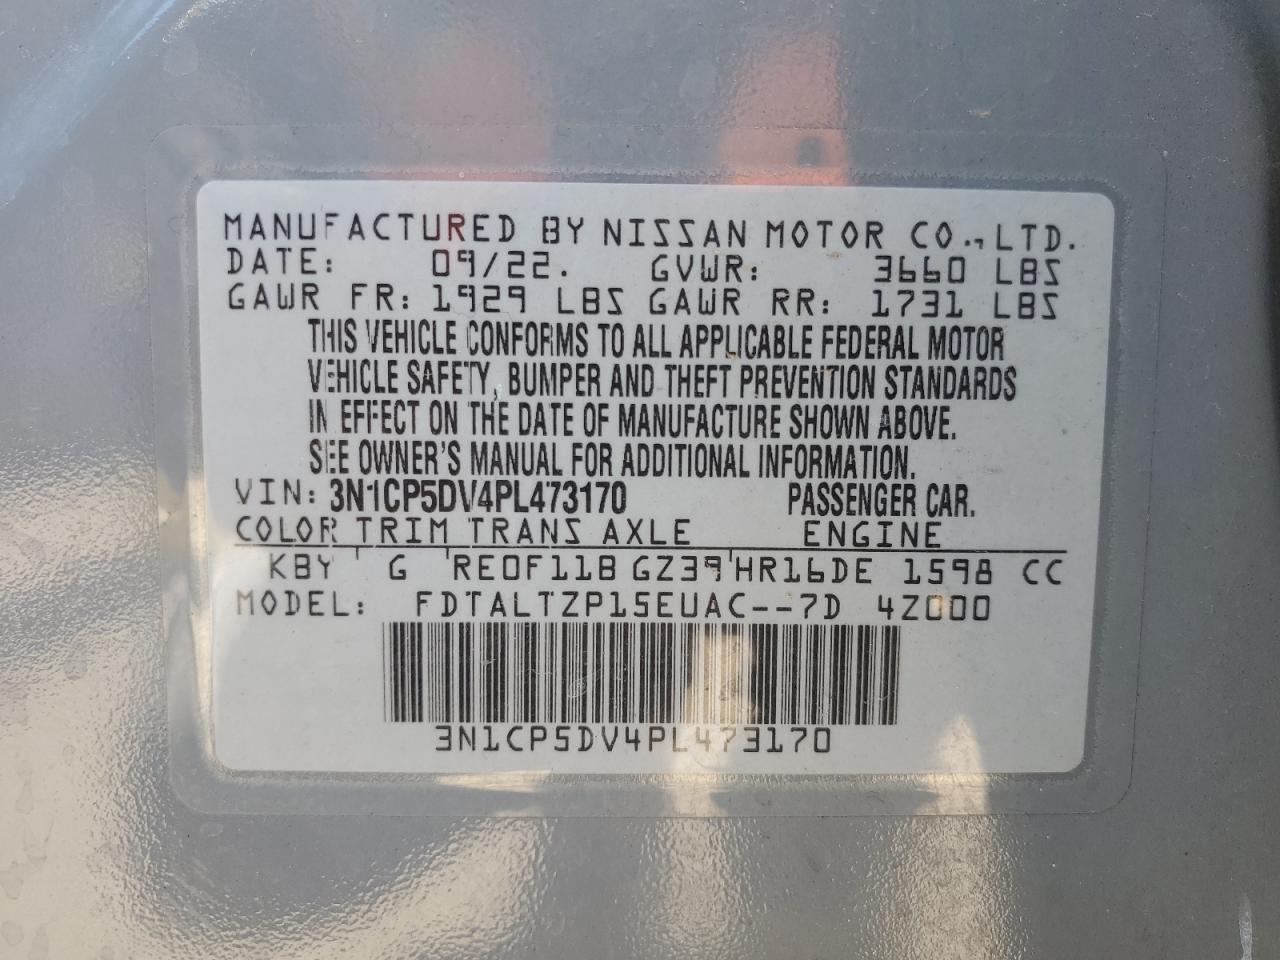 MANUFACTURED BY NISSAN MOTOR CO.,LTD.
DATE: 09/22. GVWR: 3660 LBS
GAWR FR: 1929 LBS GAWR RR: 1731 LBS
THIS VEHICLE CONFORMS TO ALL APPLICABLE FEDERAL MOTOR
VEHICLE SAFETY, BUMPER AND THEFT PREVENTION STANDARDS
IN EFFECT ON THE DATE OF MANUFACTURE SHOWN ABOVE.
SEE OWNER'S MANUAL FOR ADDITIONAL INFORMATION.
VIN: 3N1CP5DV4PL473170 PASSENGER CAR.
COLOR TRIM TRANS AXLE ENGINE
KBY ' G ' RE0F11B GZ39 ' HR16DE 1598 CC
MODEL: FDTALTZP15EUAC--7D 4Z000
3N1CP5DV4PL473170